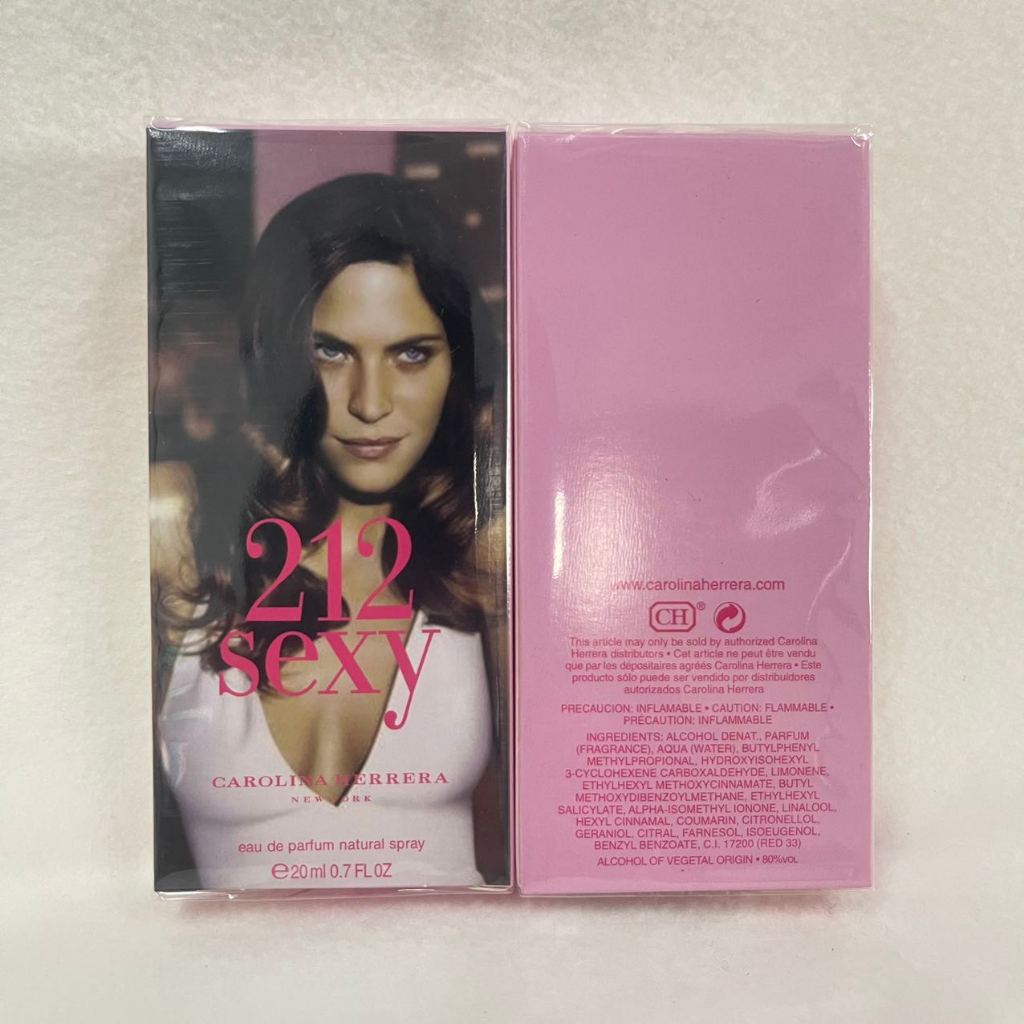 212
sexy
CAROLINA HERRERA
NEW YORK
eau de parfum natural spray
e20 ml 0.7 FL OZ
www.carolinaherrera.com
CH®
This article may only be sold by authorized Carolina
Herrera distributors • Cet article ne peut être vendu
que par les dépositaires agréés Carolina Herrera • Este
producto sólo puede ser vendido por distribuidores
autorizados Carolina Herrera
PRECAUCION: INFLAMABLE • CAUTION: FLAMMABLE •
PRÉCAUTION: INFLAMMABLE
INGREDIENTS: ALCOHOL DENAT., PARFUM
(FRAGRANCE), AQUA (WATER), BUTYLPHENYL
METHYLPROPIONAL, HYDROXYISOHEXYL
3-CYCLOHEXENE CARBOXALDEHYDE, LIMONENE,
ETHYLHEXYL METHOXYCINNAMATE, BUTYL
METHOXYDIBENZOYLMETHANE, ETHYLHEXYL
SALICYLATE, ALPHA-ISOMETHYL IONONE, LINALOOL,
HEXYL CINNAMAL, COUMARIN, CITRONELLOL,
GERANIOL, CITRAL, FARNESOL, ISOEUGENOL,
BENZYL BENZOATE, C.I. 17200 (RED 33)
ALCOHOL OF VEGETAL ORIGIN • 80%vol